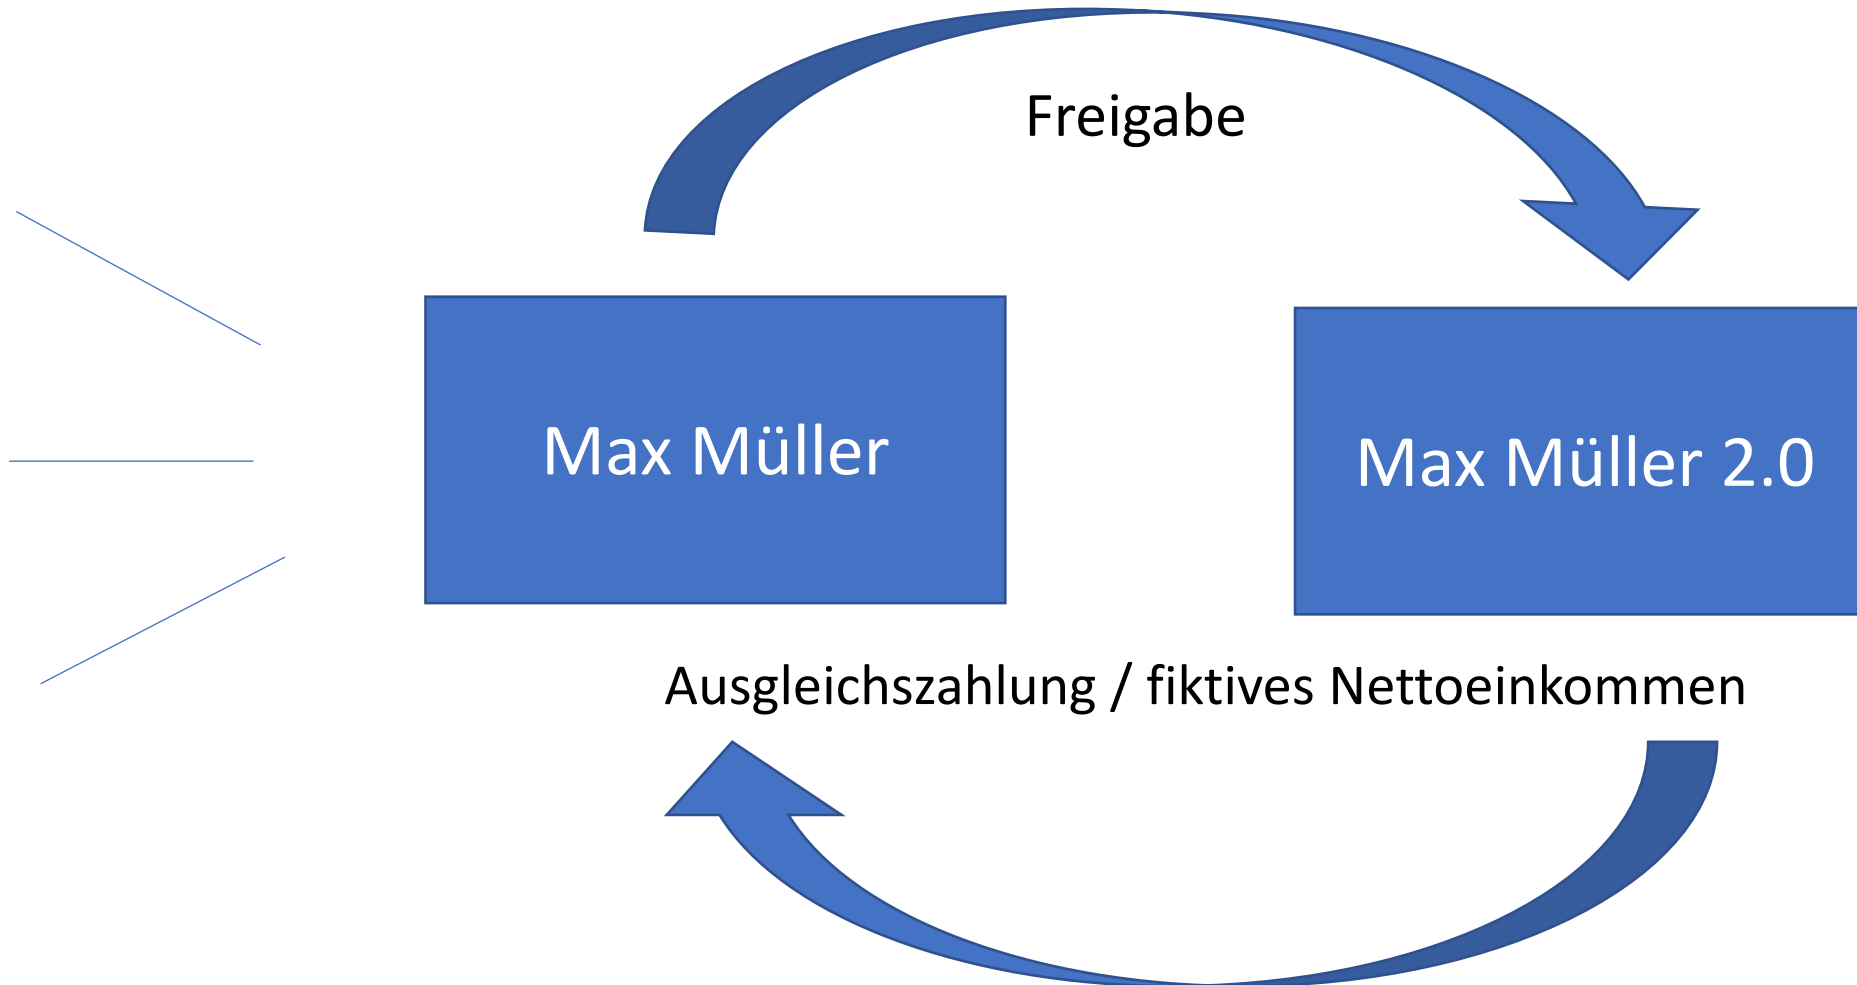 Freigabe
Max Müller
Max Müller 2.0
Ausgleichszahlung / fiktives Nettoeinkommen